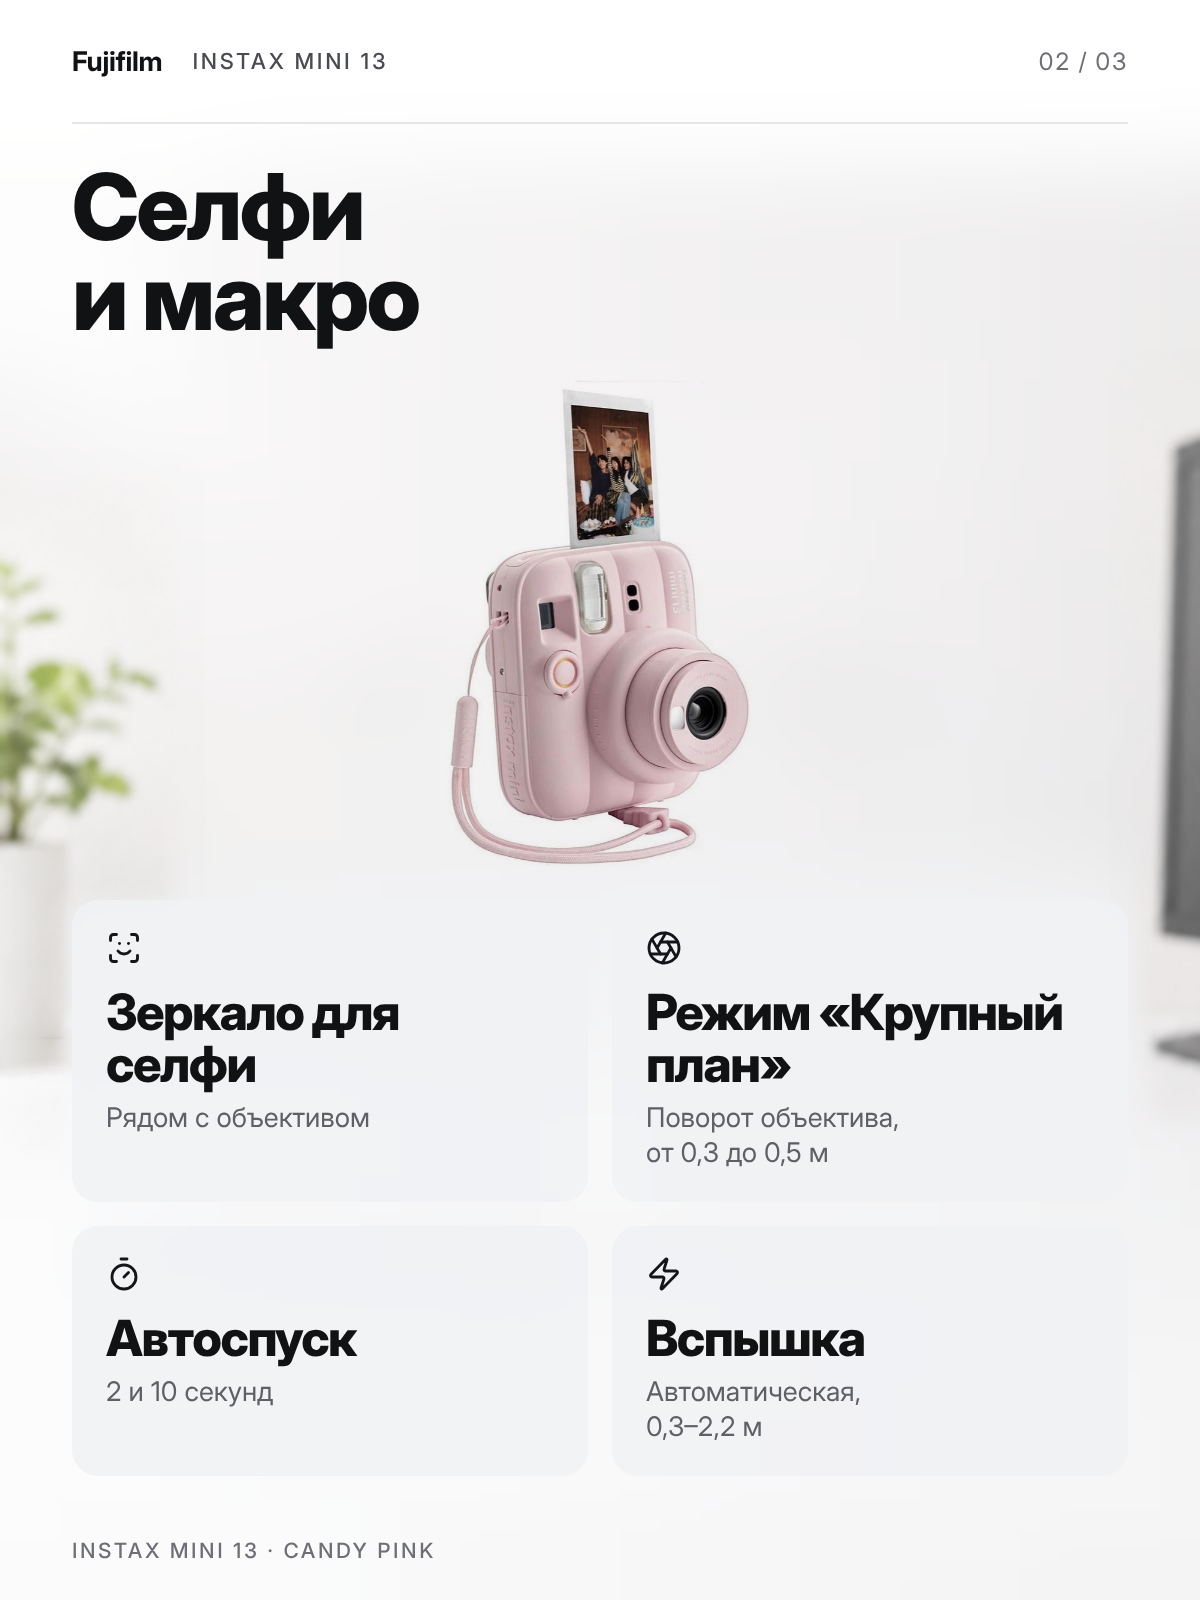 Fujifilm INSTAX MINI 13 02 / 03
Селфи
и макро
instax mini
Зеркало для
селфи
Рядом с объективом
Режим «Крупный
план»
Поворот объектива,
от 0,3 до 0,5 м
Автоспуск
2 и 10 секунд
Вспышка
Автоматическая,
0,3–2,2 м
INSTAX MINI 13 · CANDY PINK